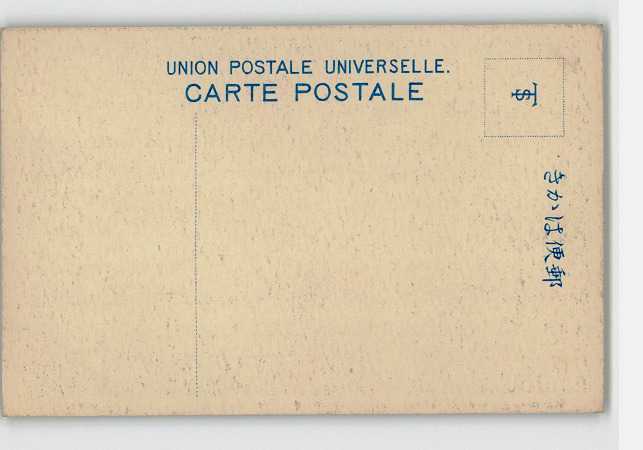 UNION POSTALE UNIVERSELLE.
CARTE POSTALE
きかは便郵